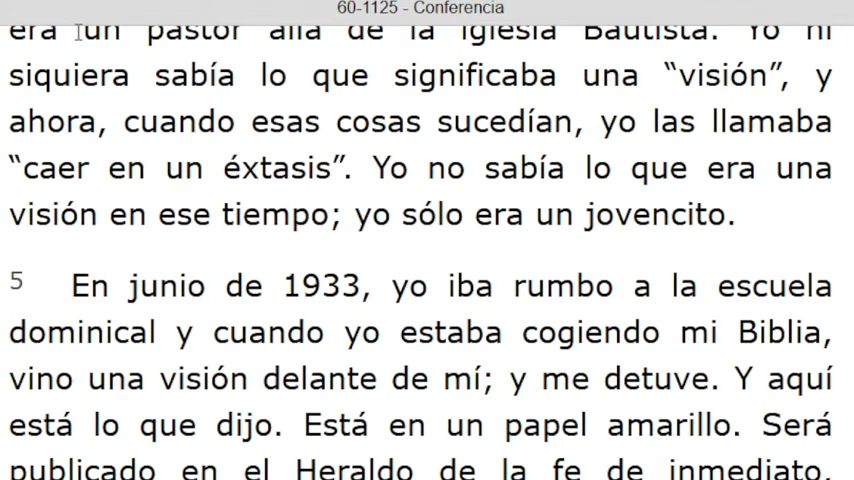 60-1125 - Conferencia
era un pastor allá de la iglesia Bautista. Yo ni
siquiera sabía lo que significaba una “visión”, y
ahora, cuando esas cosas sucedían, yo las llamaba
“caer en un éxtasis”. Yo no sabía lo que era una
visión en ese tiempo; yo sólo era un jovencito.
5 En junio de 1933, yo iba rumbo a la escuela
dominical y cuando yo estaba cogiendo mi Biblia,
vino una visión delante de mí; y me detuve. Y aquí
está lo que dijo. Está en un papel amarillo. Será
publicado en el Heraldo de la fe de inmediato,